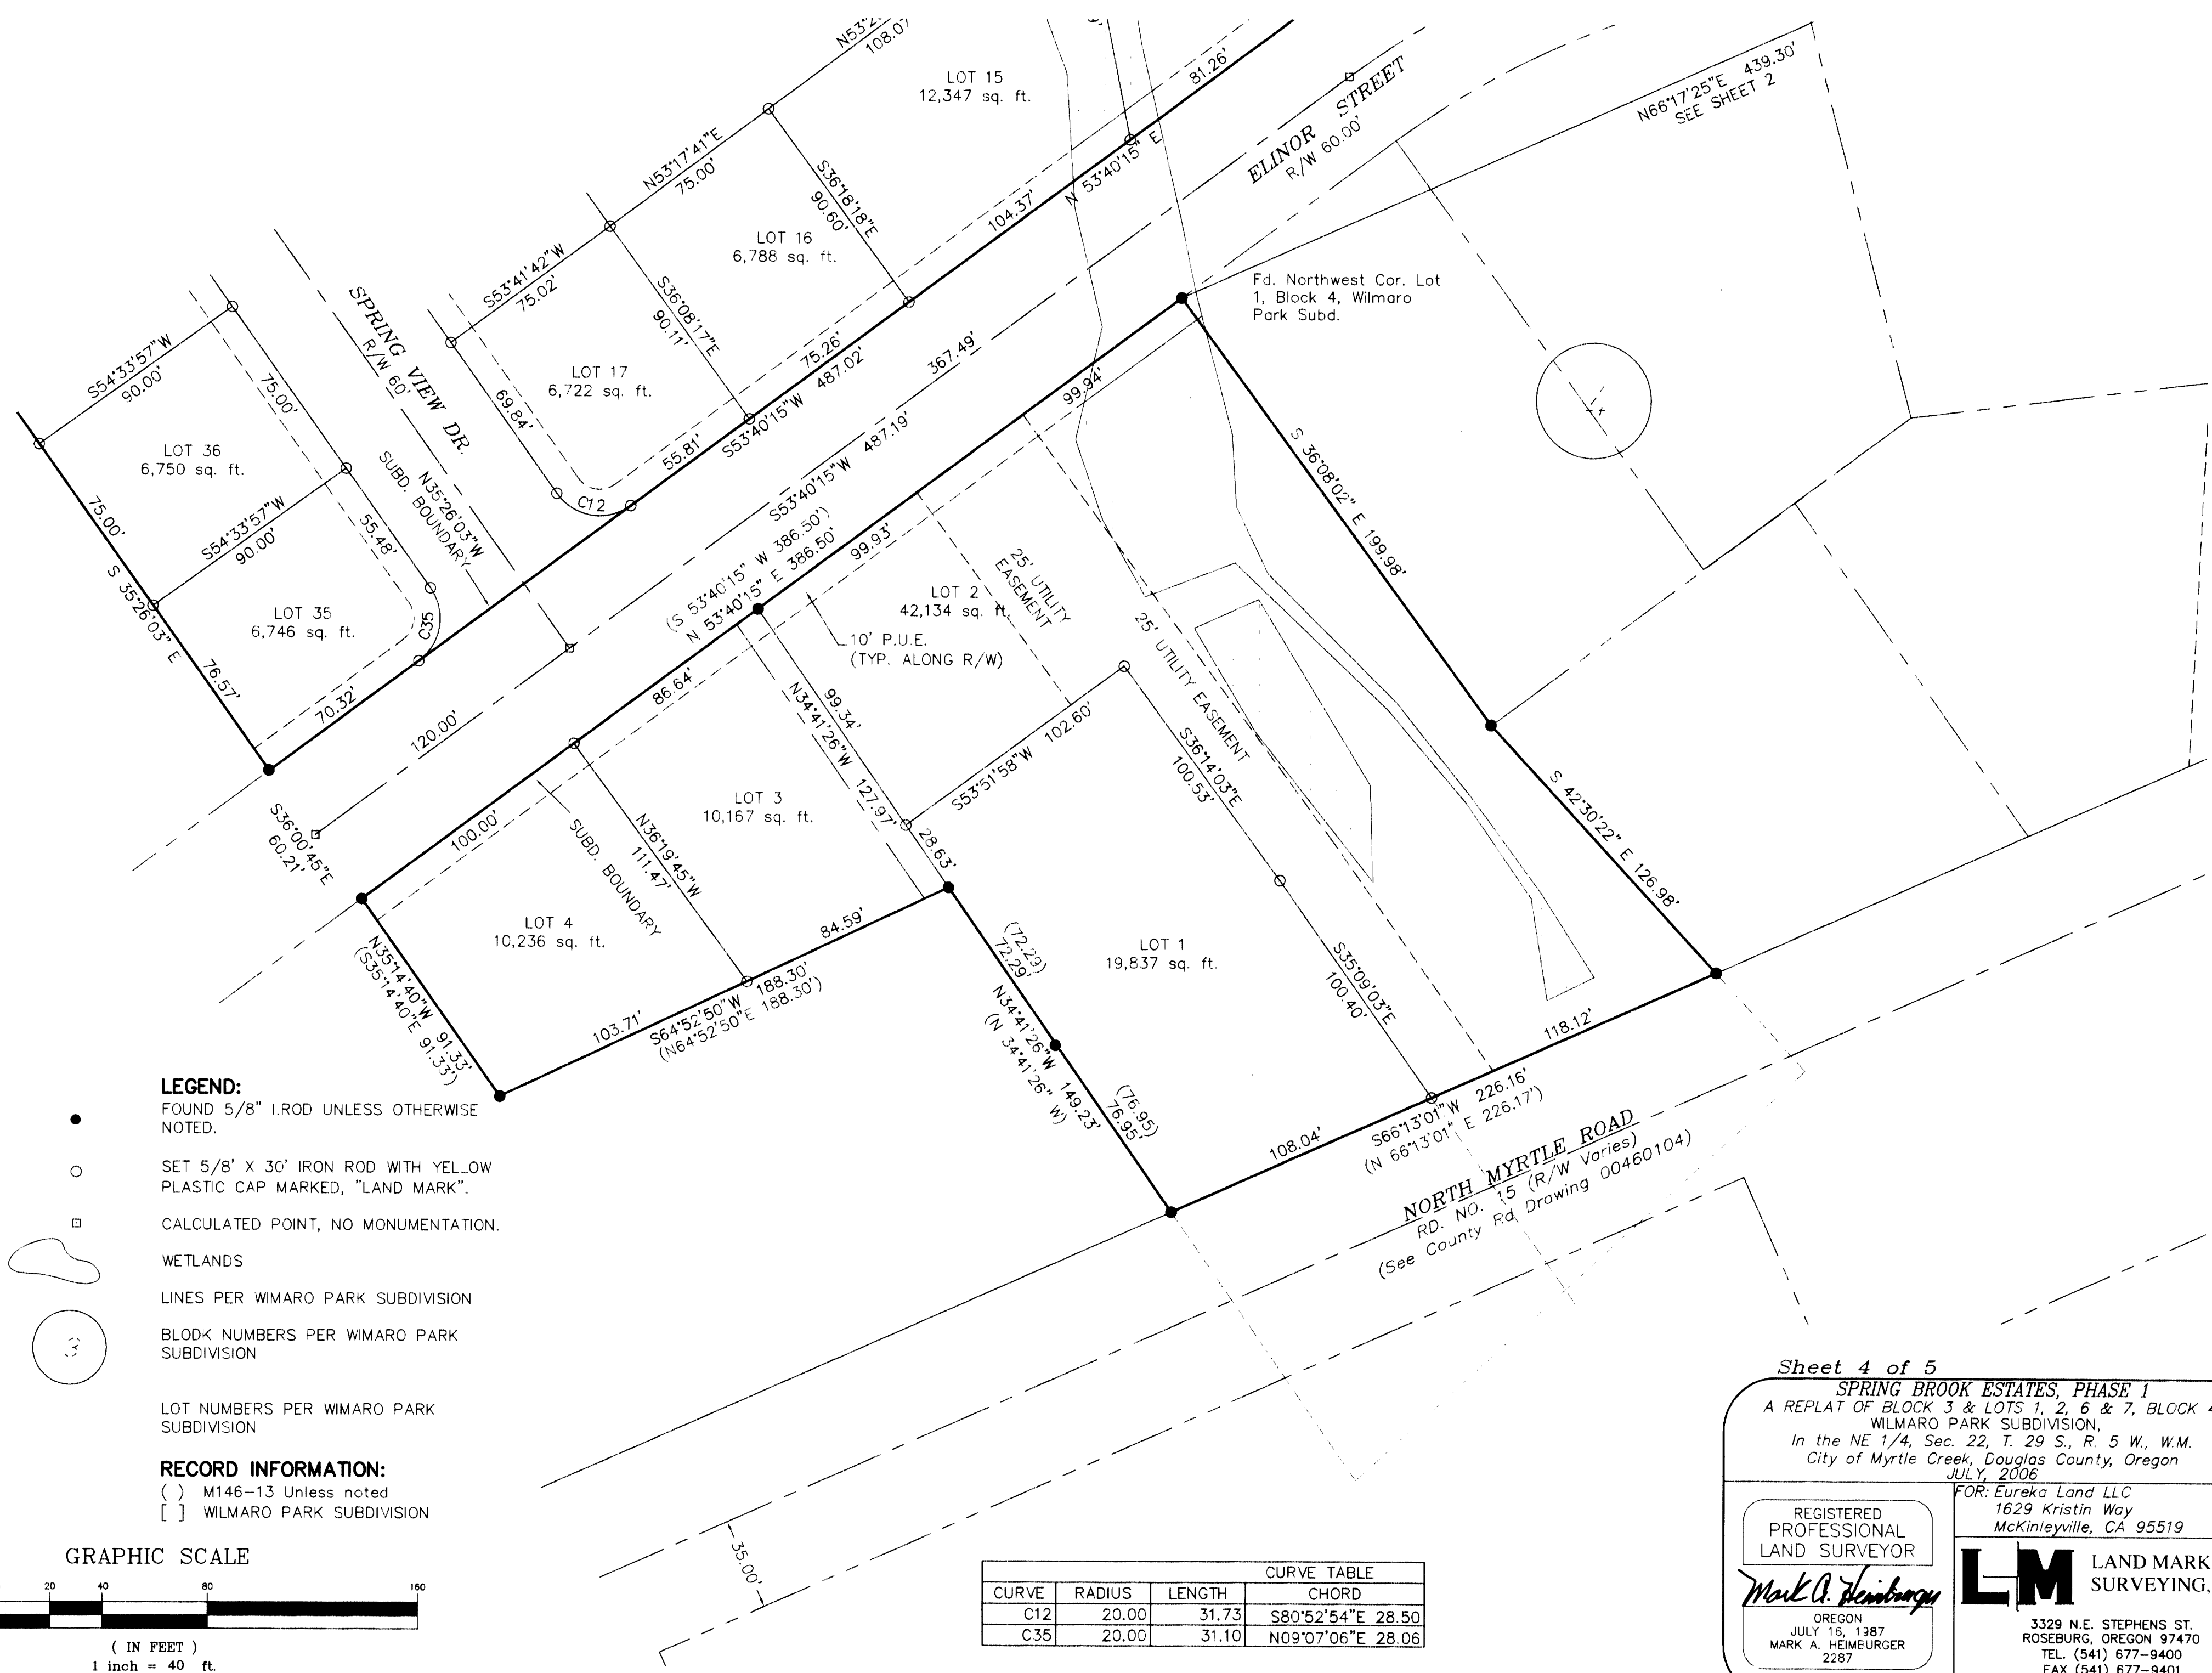 N53°2
108.07
LOT 15
12,347 sq. ft.
81.26'
ELINOR STREET
R/W 60.00'
N66°17'25"E 439.30'
SEE SHEET 2
N53°17'41"E
75.00'
S36°18'18"E
90.60'
N 53°40'15" E
104.37'
LOT 16
6,788 sq. ft.
S53°41'42"W
75.02'
S36°08'17"E
90.11'
Fd. Northwest Cor. Lot
1, Block 4, Wilmaro
Park Subd.
SPRING VIEW DR.
R/W 60'
S54°33'57"W
90.00'
75.00'
LOT 17
6,722 sq. ft.
69.84'
75.26'
S53°40'15"W 487.02'
367.49'
99.94'
LOT 36
6,750 sq. ft.
N35°26'03"W
SUBD. BOUNDARY
55.81'
C12
S53°40'15"W 487.19'
S 36°08'02" E 199.98'
75.00'
S54°33'57"W
90.00'
55.48'
(S 53°40'15" W 386.50')
N 53°40'15" E 386.50'
99.93'
25' UTILITY
EASEMENT
S 35°26'03" E
LOT 35
6,746 sq. ft.
C35
LOT 2
42,134 sq. ft.
10' P.U.E.
(TYP. ALONG R/W)
25' UTILITY EASEMENT
76.57'
70.32'
86.64'
99.34'
N34°41'26"W 127.97'
120.00'
S53°51'58"W 102.60'
S36°14'03"E
100.53'
S36°00'45"E
60.21'
100.00'
LOT 3
10,167 sq. ft.
28.63'
S 42°30'22" E 126.98'
SUBD. BOUNDARY
N36°19'45"W
111.47'
LOT 4
10,236 sq. ft.
84.59'
N35°14'40"W 91.33'
(S35°14'40"E 91.33')
103.71'
S64°52'50"W 188.30'
(N64°52'50"E 188.30')
(72.29)
72.29'
LOT 1
19,837 sq. ft.
S35°09'03"E
100.40'
N34°41'26"W 149.23'
(N 34°41'26" W)
(76.95)
76.95'
118.12'
108.04'
S66°13'01"W 226.16'
(N 66°13'01" E 226.17')
NORTH MYRTLE ROAD
RD. NO. 15 (R/W Varies)
(See County Rd Drawing 00460104)
LEGEND:
FOUND 5/8" I.ROD UNLESS OTHERWISE
NOTED.
SET 5/8' X 30' IRON ROD WITH YELLOW
PLASTIC CAP MARKED, "LAND MARK".
CALCULATED POINT, NO MONUMENTATION.
WETLANDS
LINES PER WIMARO PARK SUBDIVISION
3
BLODK NUMBERS PER WIMARO PARK
SUBDIVISION
LOT NUMBERS PER WIMARO PARK
SUBDIVISION
RECORD INFORMATION:
( ) M146-13 Unless noted
[ ] WILMARO PARK SUBDIVISION
GRAPHIC SCALE
20 40 80 160
( IN FEET )
1 inch = 40 ft.
35.00'
CURVE TABLE
CURVE RADIUS LENGTH CHORD
C12 20.00 31.73 S80°52'54"E 28.50
C35 20.00 31.10 N09°07'06"E 28.06
Sheet 4 of 5
SPRING BROOK ESTATES, PHASE 1
A REPLAT OF BLOCK 3 & LOTS 1, 2, 6 & 7, BLOCK 4
WILMARO PARK SUBDIVISION,
In the NE 1/4, Sec. 22, T. 29 S., R. 5 W., W.M.
City of Myrtle Creek, Douglas County, Oregon
JULY, 2006
FOR: Eureka Land LLC
1629 Kristin Way
McKinleyville, CA 95519
REGISTERED
PROFESSIONAL
LAND SURVEYOR
Mark A. Heimburger
OREGON
JULY 16, 1987
MARK A. HEIMBURGER
2287
LM
LAND MARK
SURVEYING,
3329 N.E. STEPHENS ST.
ROSEBURG, OREGON 97470
TEL. (541) 677-9400
FAX (541) 677-9401